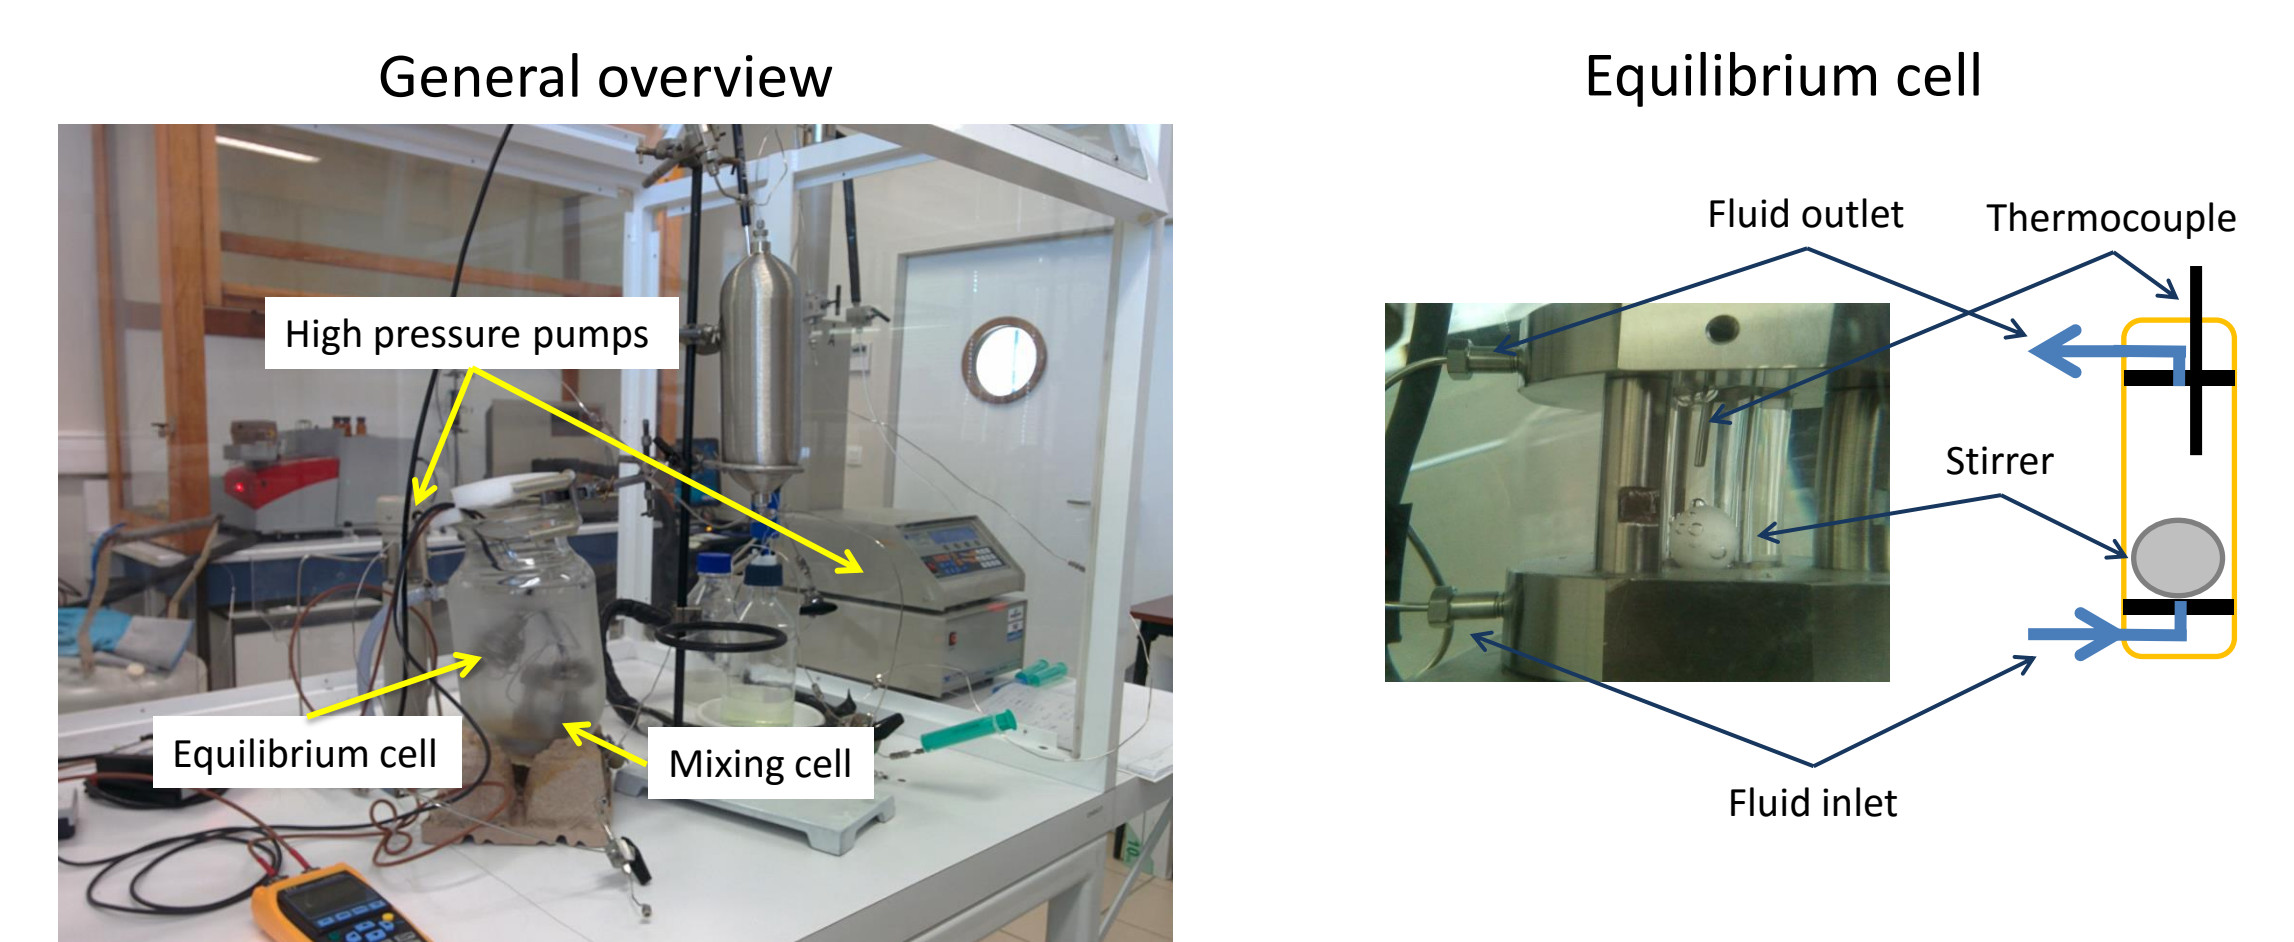 General overview
Equilibrium cell
Fluid outlet
Thermocouple
High pressure pumps
Stirrer
Equilibrium cell
Mixing cell
Fluid inlet